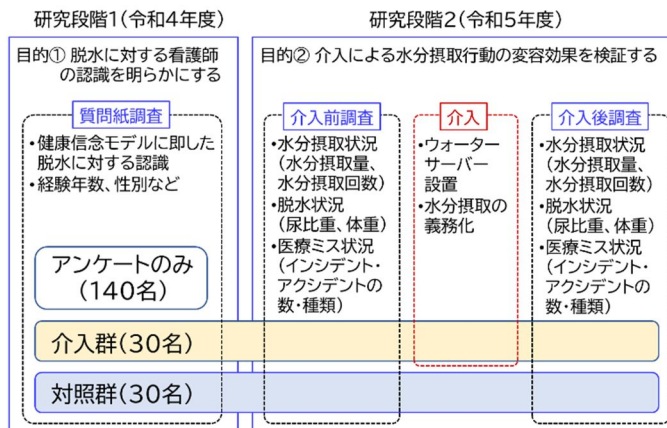 研究段階1(令和4年度)
目的① 脱水に対する看護師
の認識を明らかにする
質問紙調査
・健康信念モデルに即した
脱水に対する認識
・経験年数、性別など
アンケートのみ
(140名)
介入群(30名)
対照群(30名)
研究段階2(令和5年度)
目的② 介入による水分摂取行動の変容効果を検証する
介入前調査
・水分摂取状況
(水分摂取量、
水分摂取回数)
・脱水状況
(尿比重、体重)
・医療ミス状況
(インシデント・
アクシデントの
数・種類)
介入
・ウォーター
サーバー
設置
・水分摂取の
義務化
介入後調査
・水分摂取状況
(水分摂取量、
水分摂取回数)
・脱水状況
(尿比重、体重)
・医療ミス状況
(インシデント・
アクシデントの
数・種類)